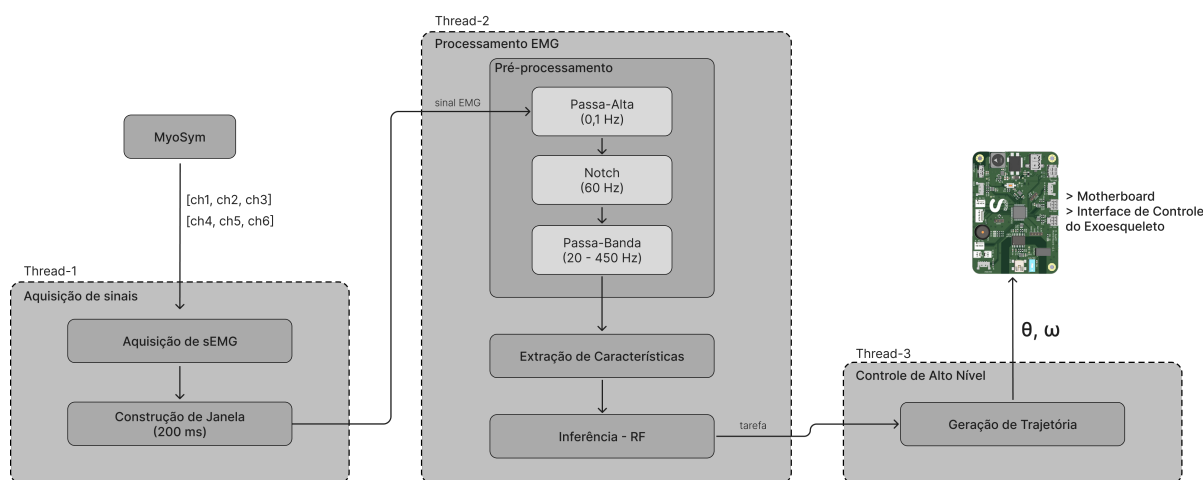 MyoSym
[ch1, ch2, ch3]
[ch4, ch5, ch6]
Thread-1
Aquisição de sinais
Aquisição de sEMG
Construção de Janela
(200 ms)
Thread-2
Processamento EMG
Pré-processamento
sinal EMG
Passa-Alta
(0,1 Hz)
Notch
(60 Hz)
Passa-Banda
(20 - 450 Hz)
Extração de Características
Inferência - RF
tarefa
Thread-3
Controle de Alto Nível
Geração de Trajetória
θ, ω
> Motherboard
> Interface de Controle
do Exoesqueleto